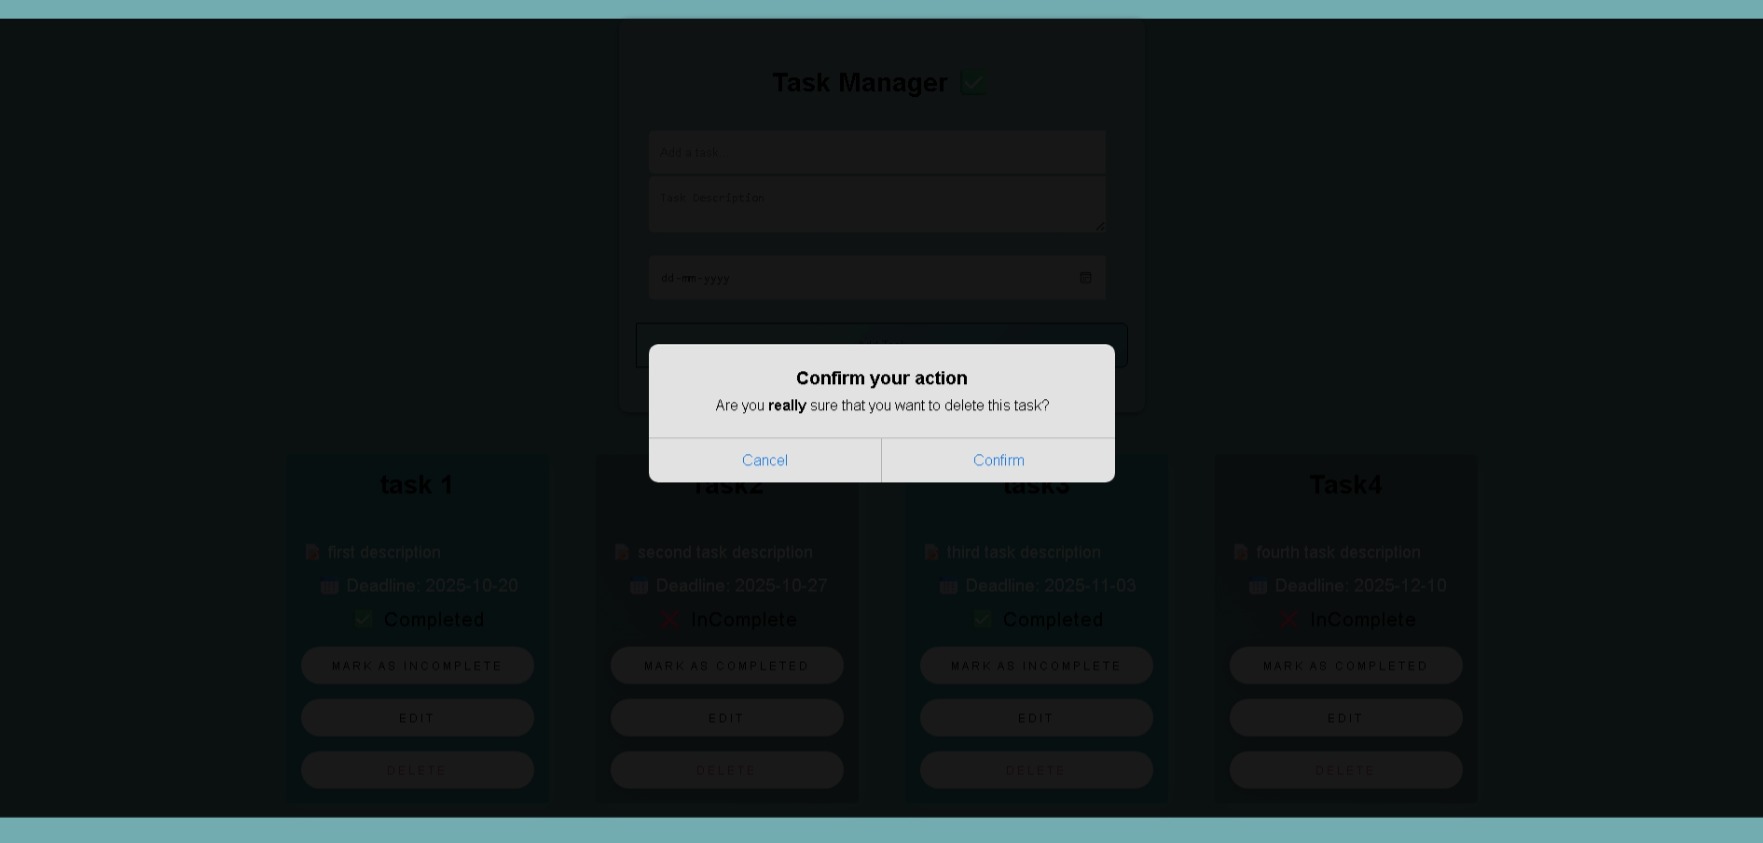 Task Manager
Add a task
Task Description
dd-mm-yyyy
Confirm your action
Are you really sure that you want to delete this task?
Cancel Confirm
task 1 Task2 task3 Task4
first description second task description third task description fourth task description
Deadline: 2025-10-20 Deadline: 2025-10-27 Deadline: 2025-11-03 Deadline: 2025-12-10
Completed InComplete Completed InComplete
MARK AS INCOMPLETE MARK AS COMPLETED MARK AS INCOMPLETE MARK AS COMPLETED
EDIT EDIT EDIT EDIT
DELETE DELETE DELETE DELETE